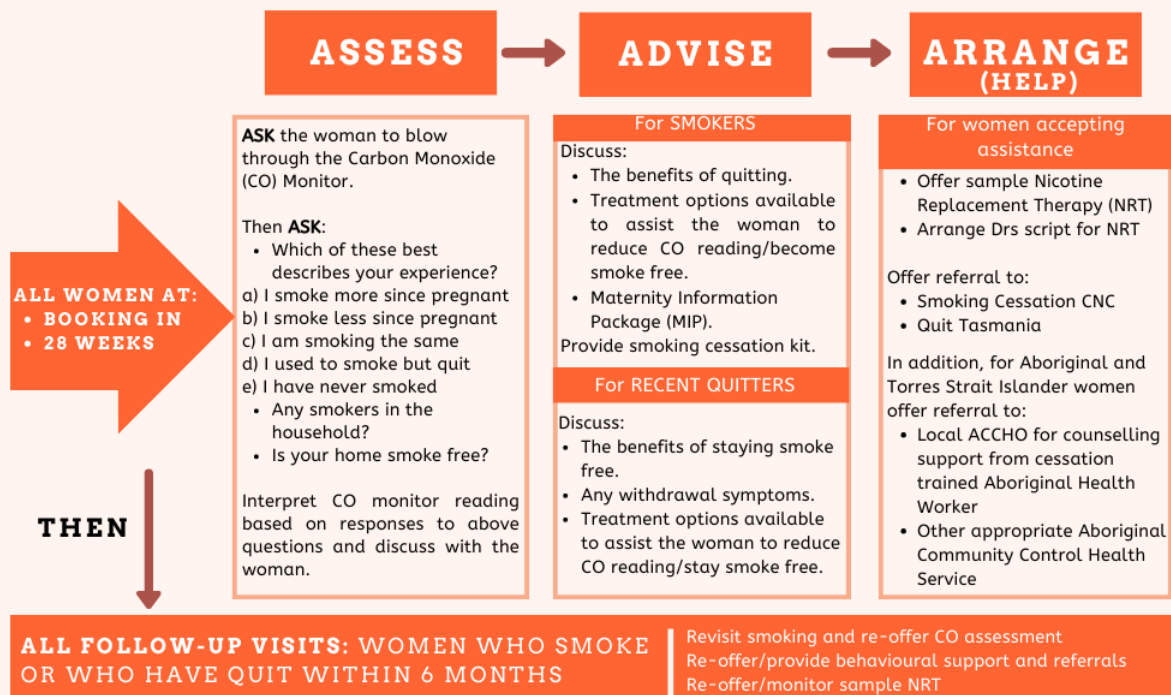 ASSESS
ADVISE
ARRANGE
(HELP)
ALL WOMEN AT:
• BOOKING IN
• 28 WEEKS
ASK the woman to blow
through the Carbon Monoxide
(CO) Monitor.
Then ASK:
• Which of these best
describes your experience?
a) I smoke more since pregnant
b) I smoke less since pregnant
c) I am smoking the same
d) I used to smoke but quit
e) I have never smoked
• Any smokers in the
household?
• Is your home smoke free?
Interpret CO monitor reading
based on responses to above
questions and discuss with the
woman.
For SMOKERS
Discuss:
• The benefits of quitting.
• Treatment options available
to assist the woman to
reduce CO reading/become
smoke free.
• Maternity Information
Package (MIP).
Provide smoking cessation kit.
For RECENT QUITTERS
Discuss:
• The benefits of staying smoke
free.
• Any withdrawal symptoms.
• Treatment options available
to assist the woman to reduce
CO reading/stay smoke free.
For women accepting
assistance
• Offer sample Nicotine
Replacement Therapy (NRT)
• Arrange Drs script for NRT
Offer referral to:
• Smoking Cessation CNC
• Quit Tasmania
In addition, for Aboriginal and
Torres Strait Islander women
offer referral to:
• Local ACCHO for counselling
support from cessation
trained Aboriginal Health
Worker
• Other appropriate Aboriginal
Community Control Health
Service
THEN
ALL FOLLOW-UP VISITS: WOMEN WHO SMOKE
OR WHO HAVE QUIT WITHIN 6 MONTHS
Revisit smoking and re-offer CO assessment
Re-offer/provide behavioural support and referrals
Re-offer/monitor sample NRT